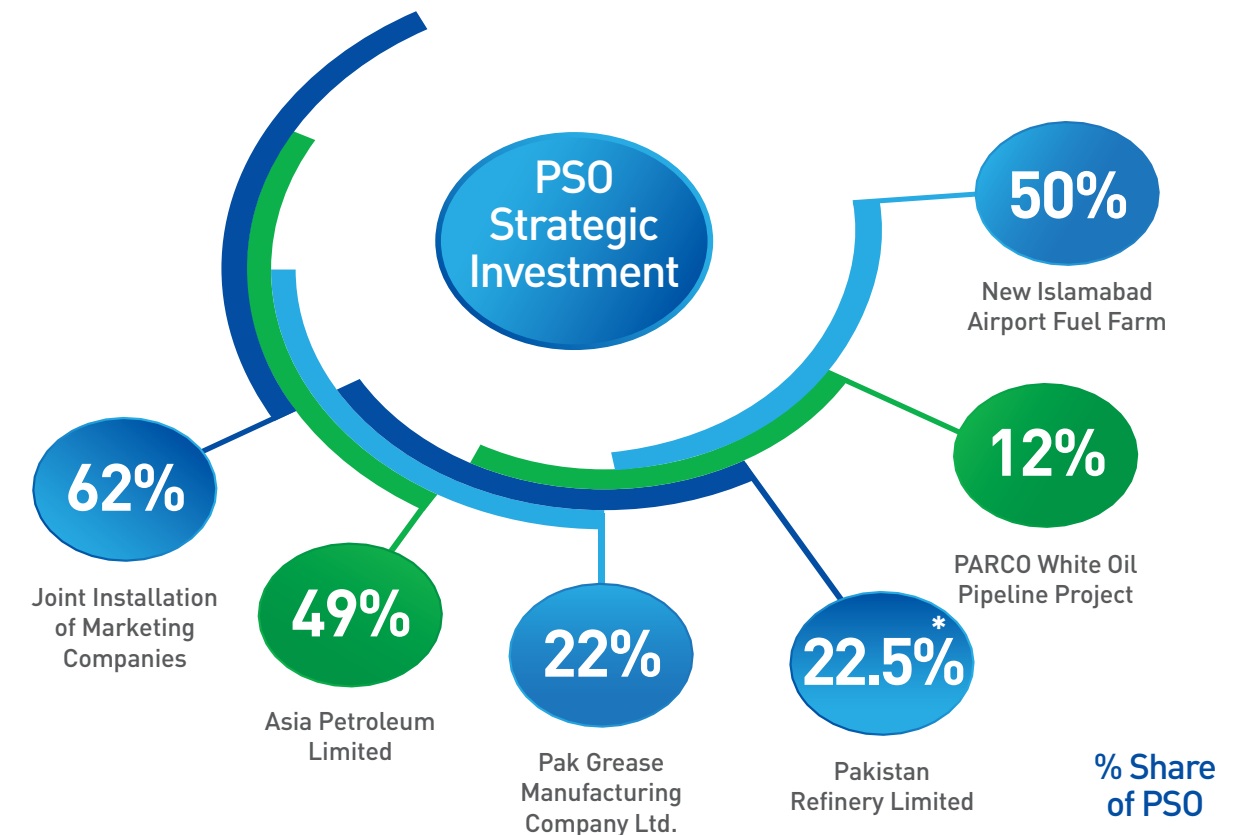 PSO
Strategic
Investment
50%
New Islamabad
Airport Fuel Farm
12%
PARCO White Oil
Pipeline Project
22.5%*
Pakistan
Refinery Limited
22%
Pak Grease
Manufacturing
Company Ltd.
49%
Asia Petroleum
Limited
62%
Joint Installation
of Marketing
Companies
% Share
of PSO